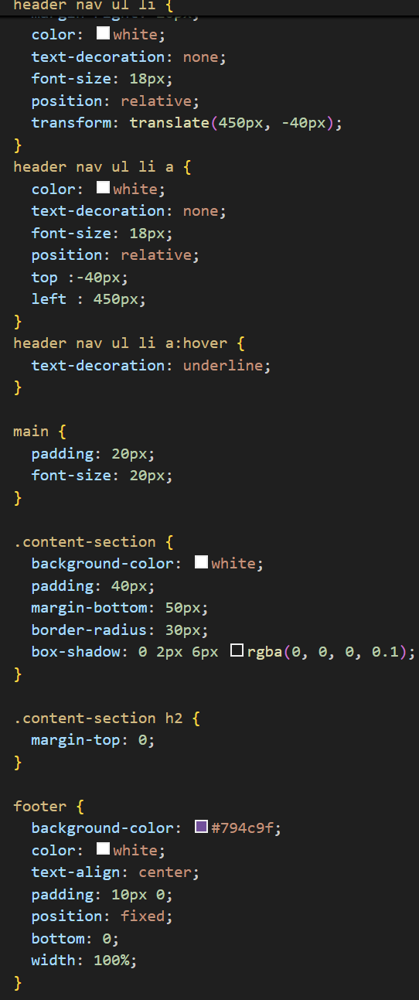 header nav ul li {
  color: white;
  text-decoration: none;
  font-size: 18px;
  position: relative;
  transform: translate(450px, -40px);
}
header nav ul li a {
  color: white;
  text-decoration: none;
  font-size: 18px;
  position: relative;
  top :-40px;
  left : 450px;
}
header nav ul li a:hover {
  text-decoration: underline;
}

main {
  padding: 20px;
  font-size: 20px;
}

.content-section {
  background-color: white;
  padding: 40px;
  margin-bottom: 50px;
  border-radius: 30px;
  box-shadow: 0 2px 6px rgba(0, 0, 0, 0.1);
}

.content-section h2 {
  margin-top: 0;
}

footer {
  background-color: #794c9f;
  color: white;
  text-align: center;
  padding: 10px 0;
  position: fixed;
  bottom: 0;
  width: 100%;
}